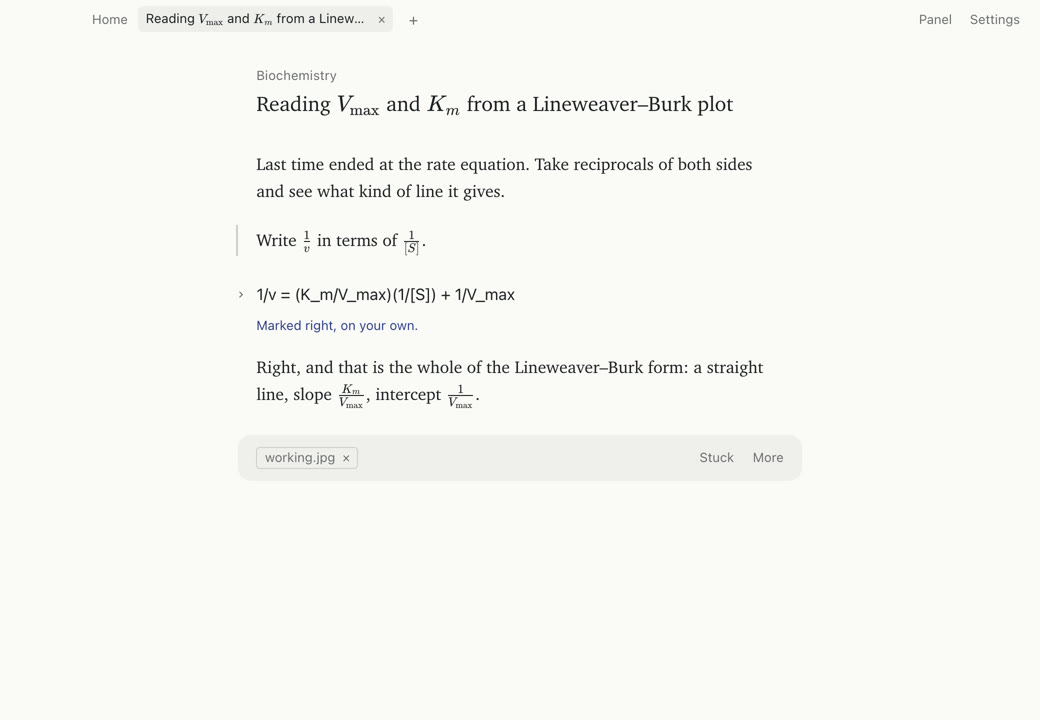 Home
Reading V_max and K_m from a Linew... ×
+
Panel
Settings
Biochemistry
Reading V_max and K_m from a Lineweaver–Burk plot
Last time ended at the rate equation. Take reciprocals of both sides
and see what kind of line it gives.
Write 1/v in terms of 1/[S].
› 1/v = (K_m/V_max)(1/[S]) + 1/V_max
Marked right, on your own.
Right, and that is the whole of the Lineweaver–Burk form: a straight
line, slope K_m/V_max, intercept 1/V_max.
working.jpg ×
Stuck
More